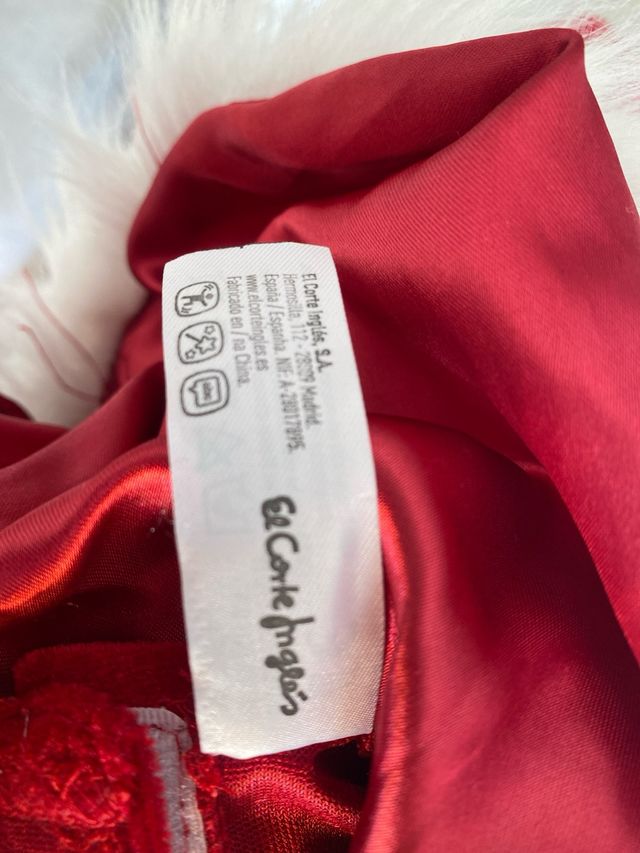 El Corte Inglés, S.A.
Hermosilla, 112 - 28009 Madrid.
España / Espanha. NIF: A-28017895.
www.elcorteingles.es
Fabricado en / na China.
El Corte Inglés